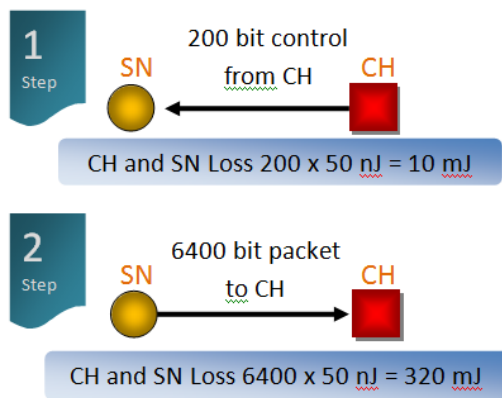 1
Step
200 bit control
from CH
SN
CH
CH and SN Loss 200 x 50 nJ = 10 mJ
2
Step
6400 bit packet
to CH
SN
CH
CH and SN Loss 6400 x 50 nJ = 320 mJ